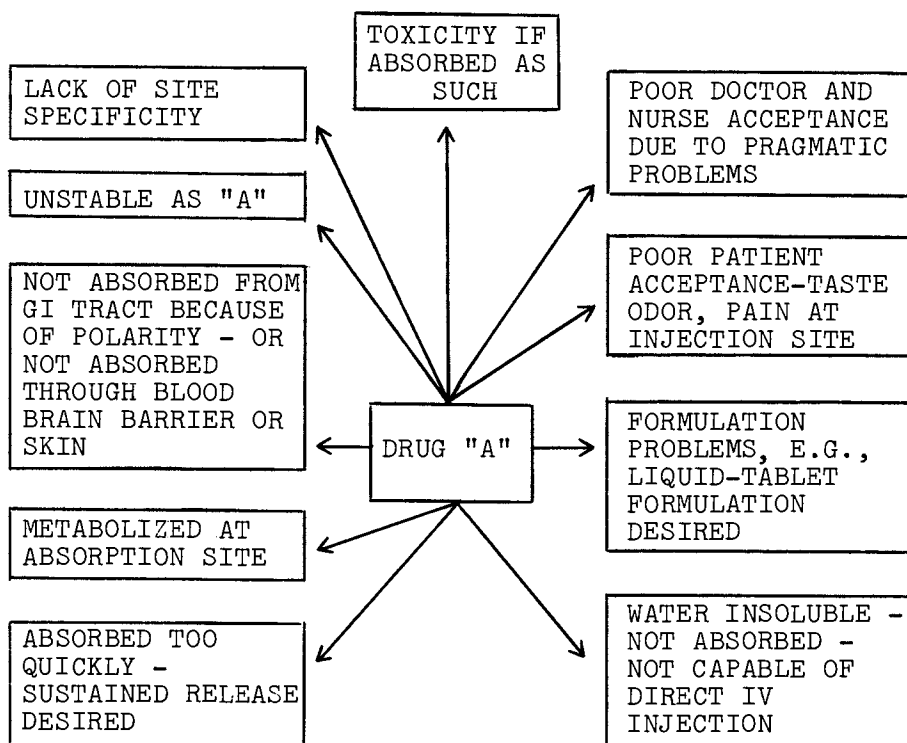 TOXICITY IF
ABSORBED AS
SUCH
LACK OF SITE
SPECIFICITY
UNSTABLE AS "A"
NOT ABSORBED FROM
GI TRACT BECAUSE
OF POLARITY - OR
NOT ABSORBED
THROUGH BLOOD
BRAIN BARRIER OR
SKIN
METABOLIZED AT
ABSORPTION SITE
ABSORBED TOO
QUICKLY -
SUSTAINED RELEASE
DESIRED
DRUG "A"
POOR DOCTOR AND
NURSE ACCEPTANCE
DUE TO PRAGMATIC
PROBLEMS
POOR PATIENT
ACCEPTANCE-TASTE
ODOR, PAIN AT
INJECTION SITE
FORMULATION
PROBLEMS, E.G.,
LIQUID-TABLET
FORMULATION
DESIRED
WATER INSOLUBLE -
NOT ABSORBED -
NOT CAPABLE OF
DIRECT IV
INJECTION